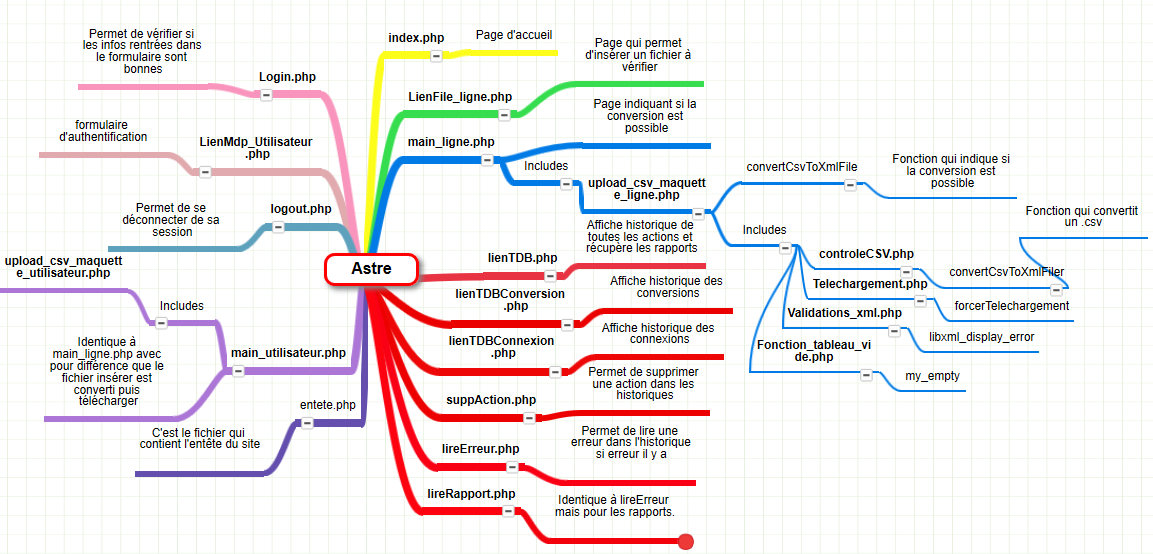 Astre
index.php
Page d'accueil
LienFile_ligne.php
Page qui permet
d'insérer un fichier à
vérifier
main_ligne.php
Page indiquant si la
conversion est
possible
Includes
upload_csv_maquett
e_ligne.php
convertCsvToXmlFile
Fonction qui indique si
la conversion est
possible
Includes
controleCSV.php
convertCsvToXmlFiler
Fonction qui convertit
un .csv
Telechargement.php
forcerTelechargement
Validations_xml.php
libxml_display_error
Fonction_tableau_vi
de.php
my_empty
lienTDB.php
Affiche historique de
toutes les actions et
récupère les rapports
lienTDBConversion
.php
Affiche historique des
conversions
lienTDBConnexion
.php
Affiche historique des
connexions
suppAction.php
Permet de supprimer
une action dans les
historiques
lireErreur.php
Permet de lire une
erreur dans l'historique
si erreur il y a
lireRapport.php
Identique à lireErreur
mais pour les rapports.
Login.php
Permet de vérifier si
les infos rentrées dans
le formulaire sont
bonnes
LienMdp_Utilisateur
.php
formulaire
d'authentification
logout.php
Permet de se
déconnecter de sa
session
main_utilisateur.php
Includes
upload_csv_maquett
e_utilisateur.php
Identique à
main_ligne.php avec
pour différence que le
fichier insérer est
converti puis
télécharger
entete.php
C'est le fichier qui
contient l'entête du site